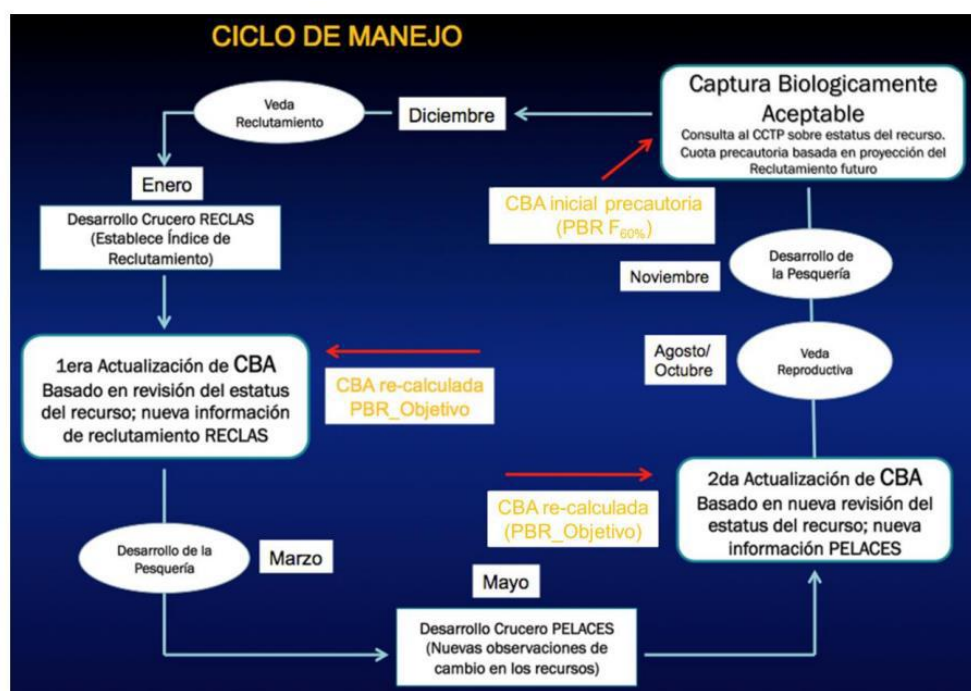 CICLO DE MANEJO
Captura Biologicamente
Aceptable
Consulta al CCTP sobre estatus del recurso.
Cuota precautoria basada en proyección del
Reclutamiento futuro
Diciembre
Veda
Reclutamiento
Enero
Desarrollo Crucero RECLAS
(Establece Índice de
Reclutamiento)
CBA inicial precautoria
(PBR F60%)
Desarrollo de
la Pesquería
Noviembre
1era Actualización de CBA
Basado en revisión del estatus
del recurso; nueva información
de reclutamiento RECLAS
CBA re-calculada
PBR_Objetivo
Agosto/
Octubre
Veda
Reproductiva
CBA re-calculada
(PBR_Objetivo)
2da Actualización de CBA
Basado en nueva revisión del
estatus del recurso; nueva
información PELACES
Desarrollo de la
Pesquería
Marzo
Mayo
Desarrollo Crucero PELACES
(Nuevas observaciones de
cambio en los recursos)